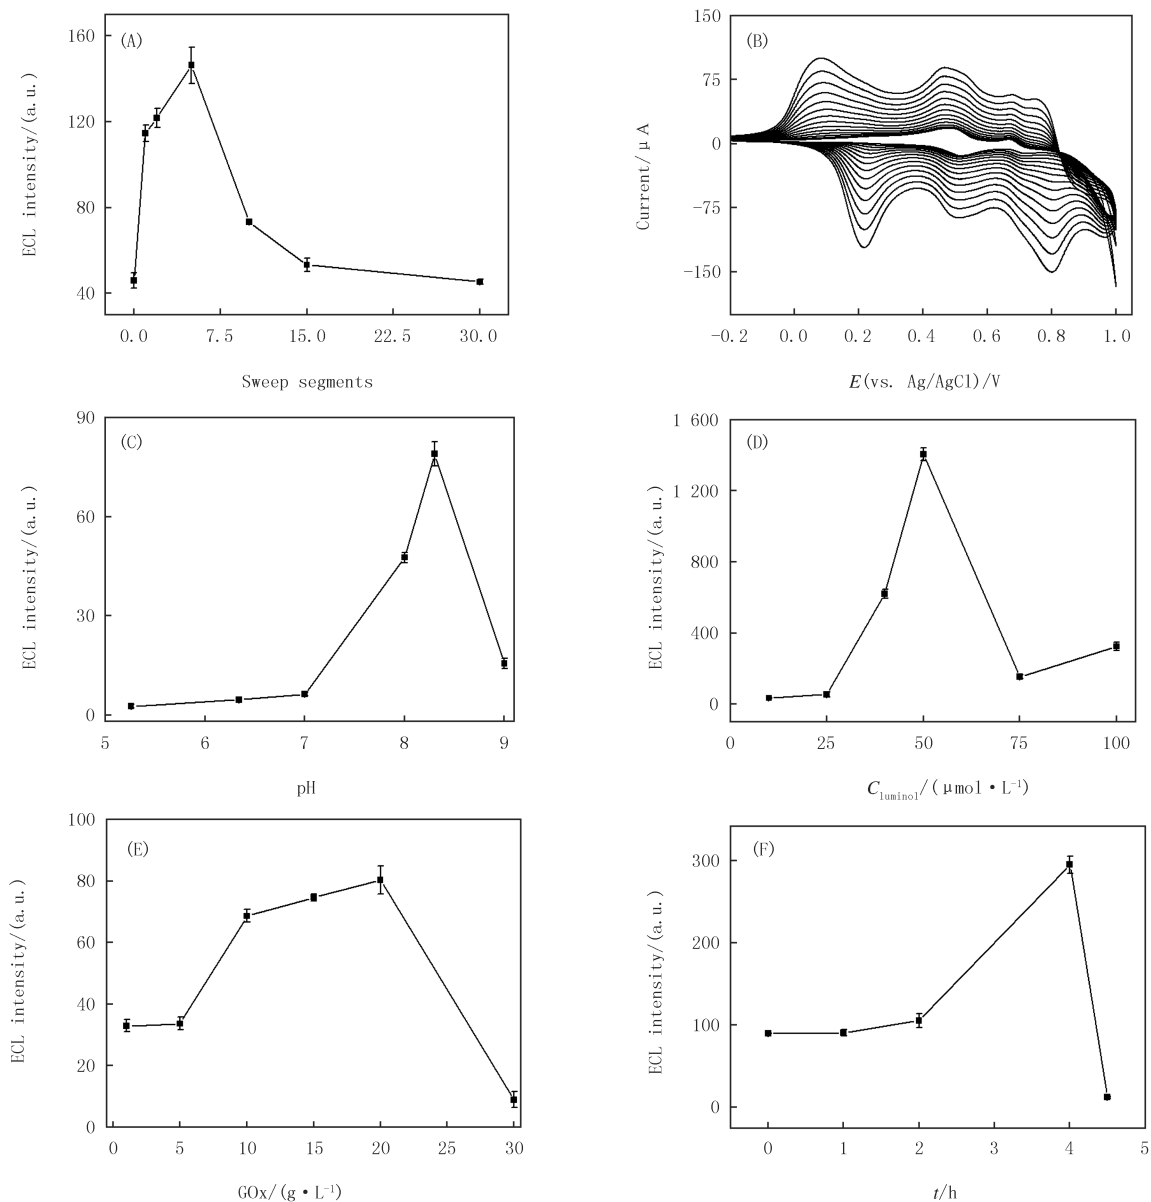 (A)
ECL intensity/(a.u.)
160
120
80
40
0.0 7.5 15.0 22.5 30.0
Sweep segments
(B)
Current/μA
150
75
0
-75
-150
-0.2 0.0 0.2 0.4 0.6 0.8 1.0
E(vs. Ag/AgCl)/V
(C)
ECL intensity/(a.u.)
90
60
30
0
5 6 7 8 9
pH
(D)
ECL intensity/(a.u.)
1 600
1 200
800
400
0
0 25 50 75 100
Cluminol/(μmol·L⁻¹)
(E)
ECL intensity/(a.u.)
100
80
60
40
20
0
0 5 10 15 20 25 30
GOx/(g·L⁻¹)
(F)
ECL intensity/(a.u.)
300
200
100
0
0 1 2 3 4 5
t/h